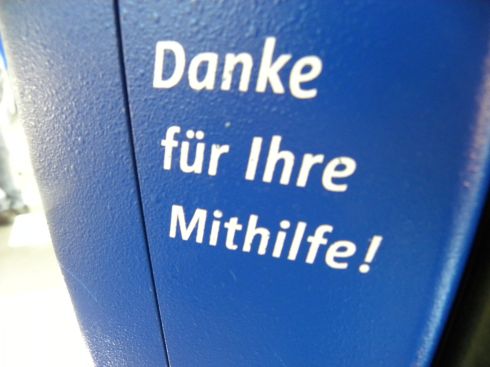 Danke
für Ihre
Mithilfe!